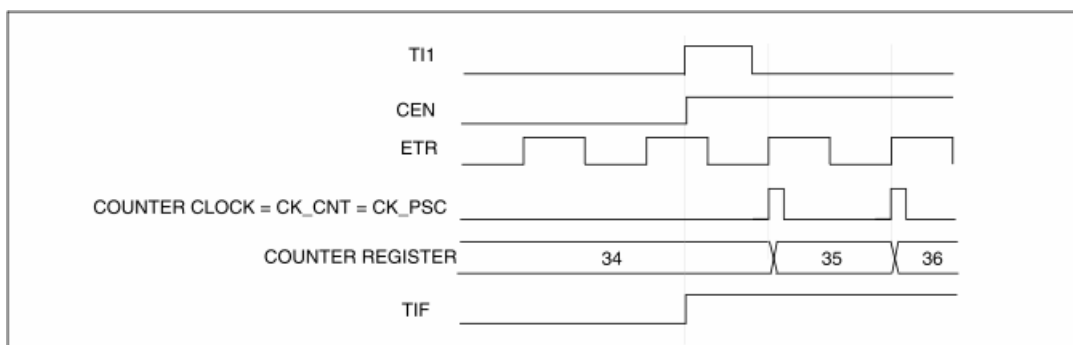 TI1
CEN
ETR
COUNTER CLOCK = CK_CNT = CK_PSC
COUNTER REGISTER 34 35 36
TIF